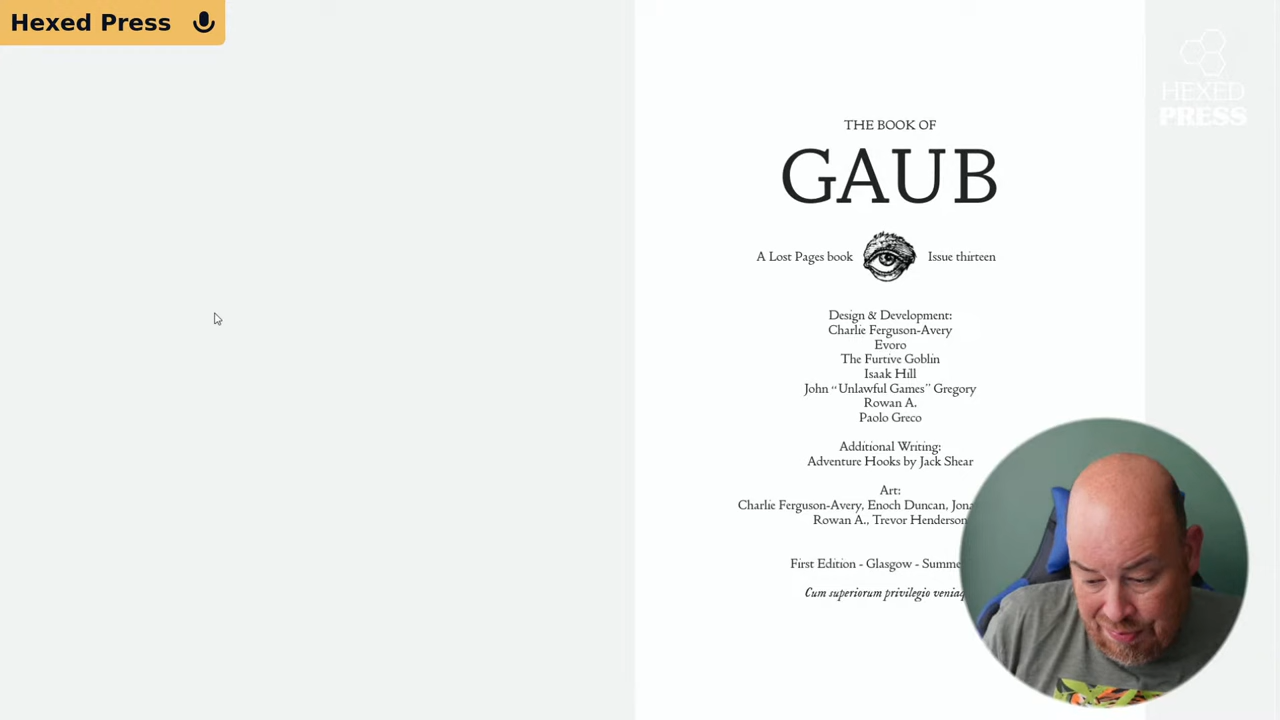 Hexed Press
HEXED
PRESS
THE BOOK OF
GAUB
A Lost Pages book
Issue thirteen
Design & Development:
Charlie Ferguson-Avery
Evoro
The Furtive Goblin
Isaak Hill
John “Unlawful Games” Gregory
Rowan A.
Paolo Greco
Additional Writing:
Adventure Hooks by Jack Shear
Art:
Charlie Ferguson-Avery, Enoch Duncan,
Rowan A., Trevor Henderson
First Edition - Glasgow -
Cum superiorum privilegio